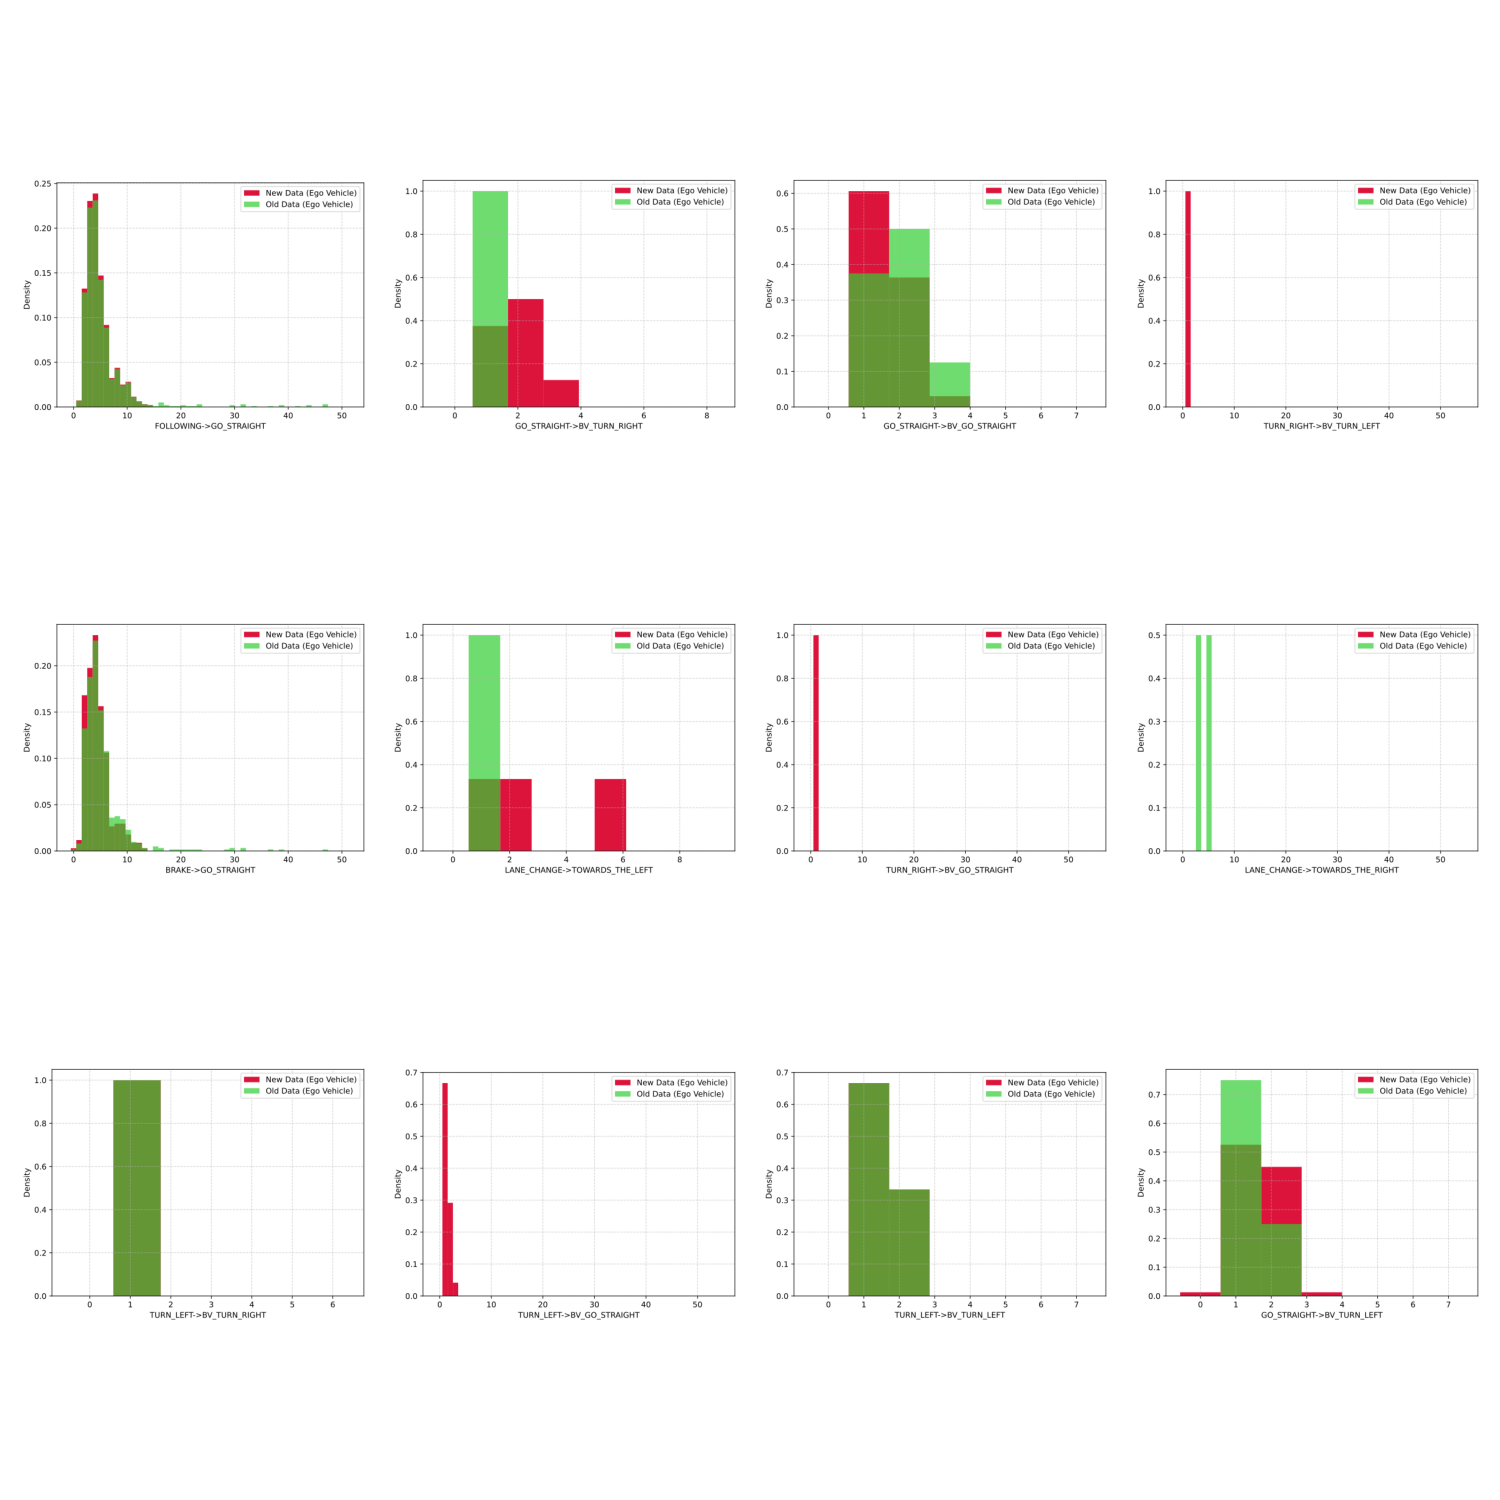 New Data (Ego Vehicle)
Old Data (Ego Vehicle)
0.25
0.20
0.15
0.10
0.05
0.00
Density
0 10 20 30 40 50
FOLLOWING->GO_STRAIGHT
New Data (Ego Vehicle)
Old Data (Ego Vehicle)
1.0
0.8
0.6
0.4
0.2
0.0
Density
0 2 4 6 8
GO_STRAIGHT->BV_TURN_RIGHT
New Data (Ego Vehicle)
Old Data (Ego Vehicle)
0.6
0.5
0.4
0.3
0.2
0.1
0.0
Density
0 1 2 3 4 5 6 7
GO_STRAIGHT->BV_GO_STRAIGHT
New Data (Ego Vehicle)
Old Data (Ego Vehicle)
1.0
0.8
0.6
0.4
0.2
0.0
Density
0 10 20 30 40 50
TURN_RIGHT->BV_TURN_LEFT
New Data (Ego Vehicle)
Old Data (Ego Vehicle)
0.20
0.15
0.10
0.05
0.00
Density
0 10 20 30 40 50
BRAKE->GO_STRAIGHT
New Data (Ego Vehicle)
Old Data (Ego Vehicle)
1.0
0.8
0.6
0.4
0.2
0.0
Density
0 2 4 6 8
LANE_CHANGE->TOWARDS_THE_LEFT
New Data (Ego Vehicle)
Old Data (Ego Vehicle)
1.0
0.8
0.6
0.4
0.2
0.0
Density
0 10 20 30 40 50
TURN_RIGHT->BV_GO_STRAIGHT
New Data (Ego Vehicle)
Old Data (Ego Vehicle)
0.5
0.4
0.3
0.2
0.1
0.0
Density
0 10 20 30 40 50
LANE_CHANGE->TOWARDS_THE_RIGHT
New Data (Ego Vehicle)
Old Data (Ego Vehicle)
1.0
0.8
0.6
0.4
0.2
0.0
Density
0 1 2 3 4 5 6
TURN_LEFT->BV_TURN_RIGHT
New Data (Ego Vehicle)
Old Data (Ego Vehicle)
0.7
0.6
0.5
0.4
0.3
0.2
0.1
0.0
Density
0 10 20 30 40 50
TURN_LEFT->BV_GO_STRAIGHT
New Data (Ego Vehicle)
Old Data (Ego Vehicle)
0.7
0.6
0.5
0.4
0.3
0.2
0.1
0.0
Density
0 1 2 3 4 5 6 7
TURN_LEFT->BV_TURN_LEFT
New Data (Ego Vehicle)
Old Data (Ego Vehicle)
0.7
0.6
0.5
0.4
0.3
0.2
0.1
0.0
Density
0 1 2 3 4 5 6 7
GO_STRAIGHT->BV_TURN_LEFT